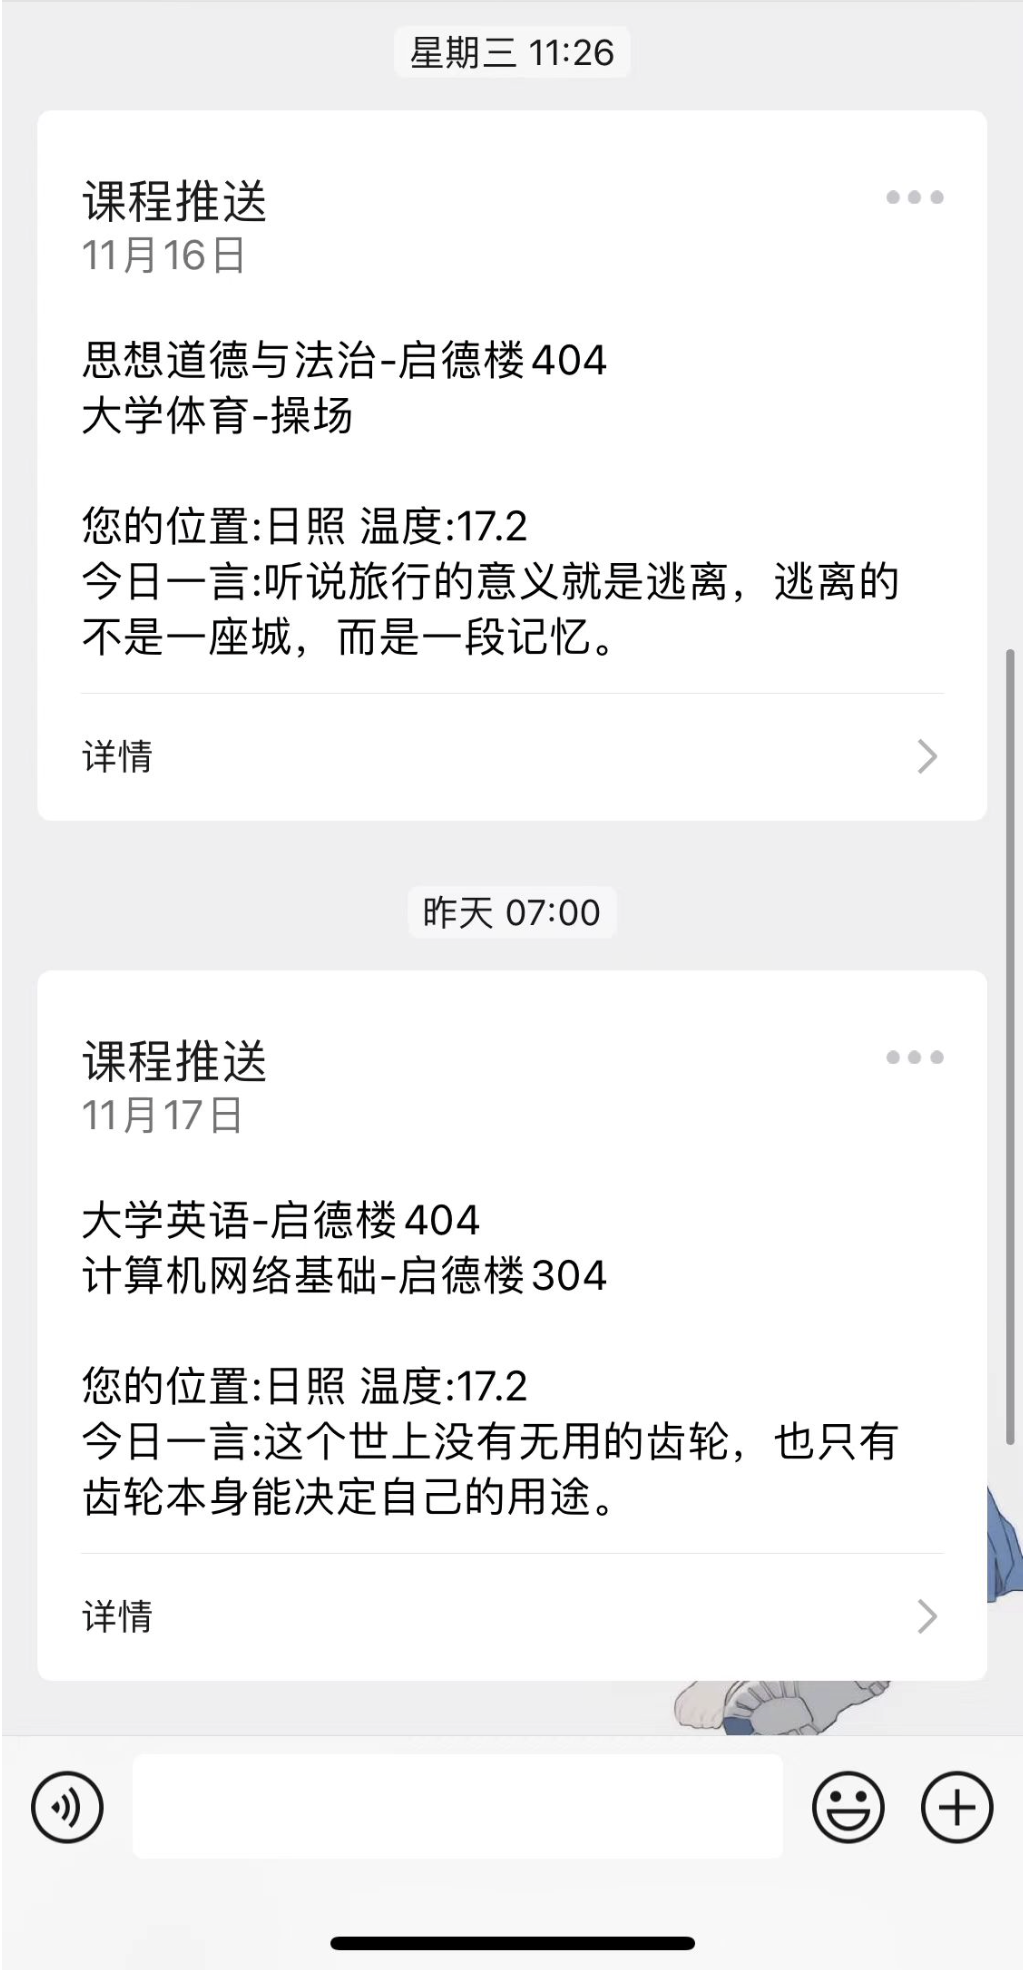 星期三 11:26
课程推送
11月16日
思想道德与法治-启德楼404
大学体育-操场
您的位置:日照 温度:17.2
今日一言:听说旅行的意义就是逃离，逃离的
不是一座城，而是一段记忆。
详情
昨天 07:00
课程推送
11月17日
大学英语-启德楼404
计算机网络基础-启德楼304
您的位置:日照 温度:17.2
今日一言:这个世上没有无用的齿轮，也只有
齿轮本身能决定自己的用途。
详情